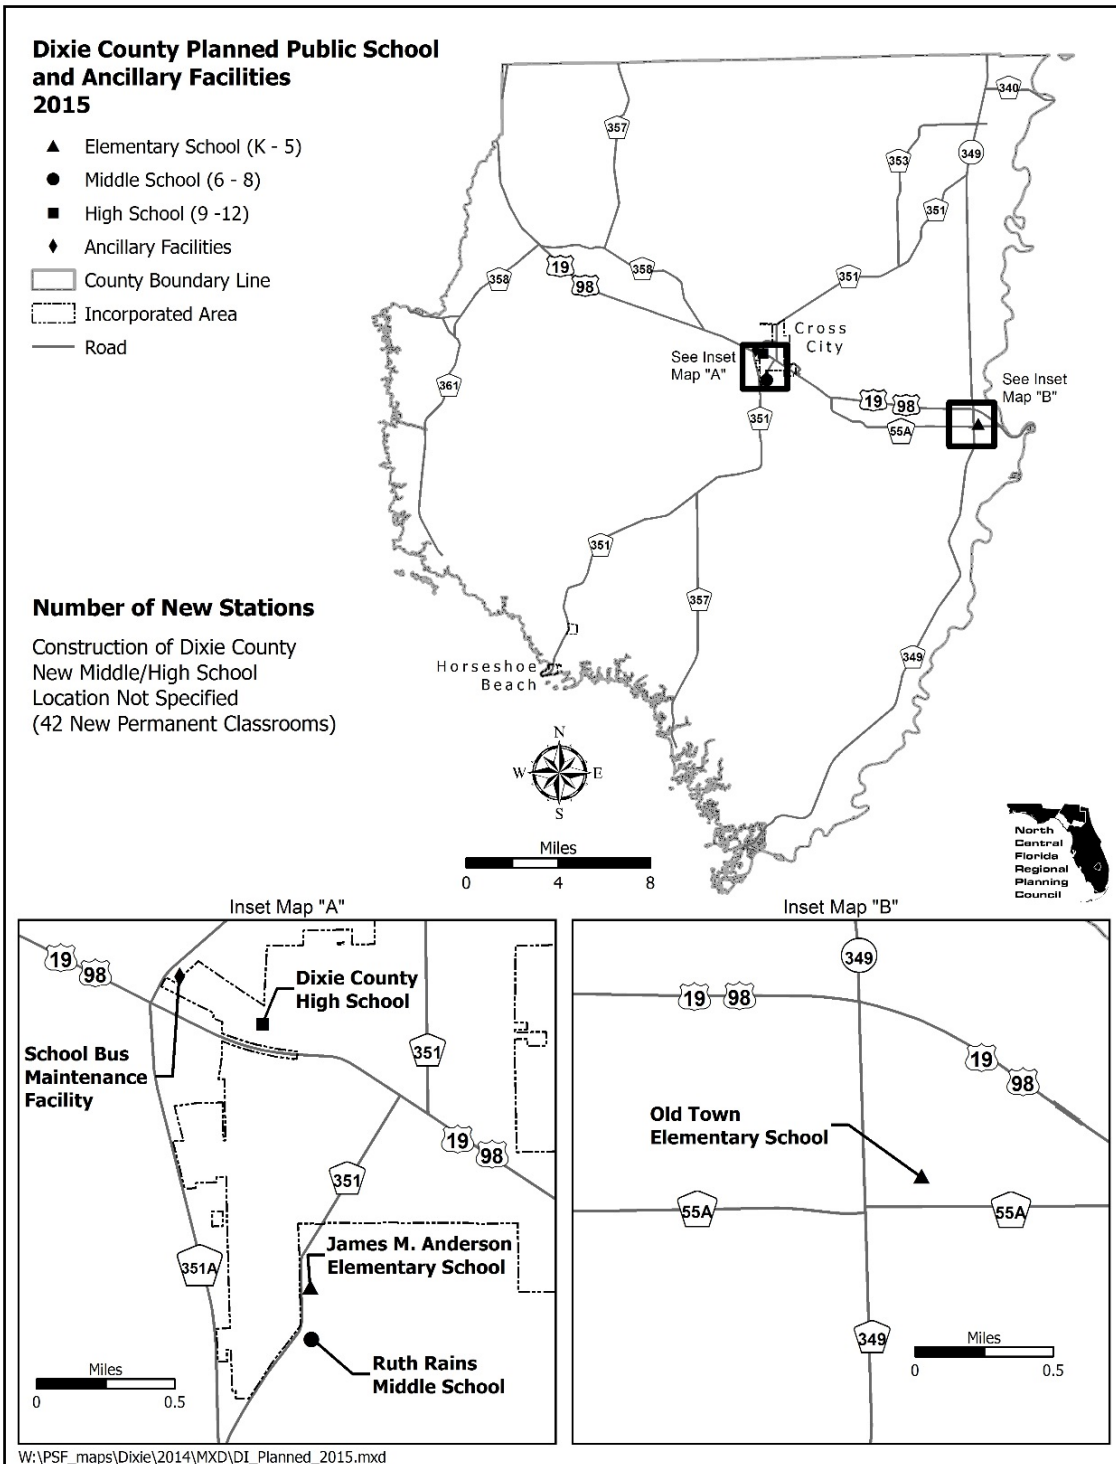 Dixie County Planned Public School
and Ancillary Facilities
2015
Elementary School (K - 5)
Middle School (6 - 8)
High School (9 -12)
Ancillary Facilities
County Boundary Line
Incorporated Area
Road
340
357
349
353
351
358
19
98
358
351
Cross
City
See Inset
Map "A"
See Inset
Map "B"
361
19
98
351
55A
351
357
349
Number of New Stations
Construction of Dixie County
New Middle/High School
Location Not Specified
(42 New Permanent Classrooms)
Horseshoe
Beach
N
W
E
S
Miles
0
4
8
North
Central
Florida
Regional
Planning
Council
Inset Map "A"
19
98
Dixie County
High School
351
School Bus
Maintenance
Facility
19
98
351
351A
James M. Anderson
Elementary School
Ruth Rains
Middle School
Miles
0
0.5
Inset Map "B"
349
19
98
19
98
Old Town
Elementary School
55A
55A
349
Miles
0
0.5
W:\PSF_maps\Dixie\2014\MXD\DI_Planned_2015.mxd